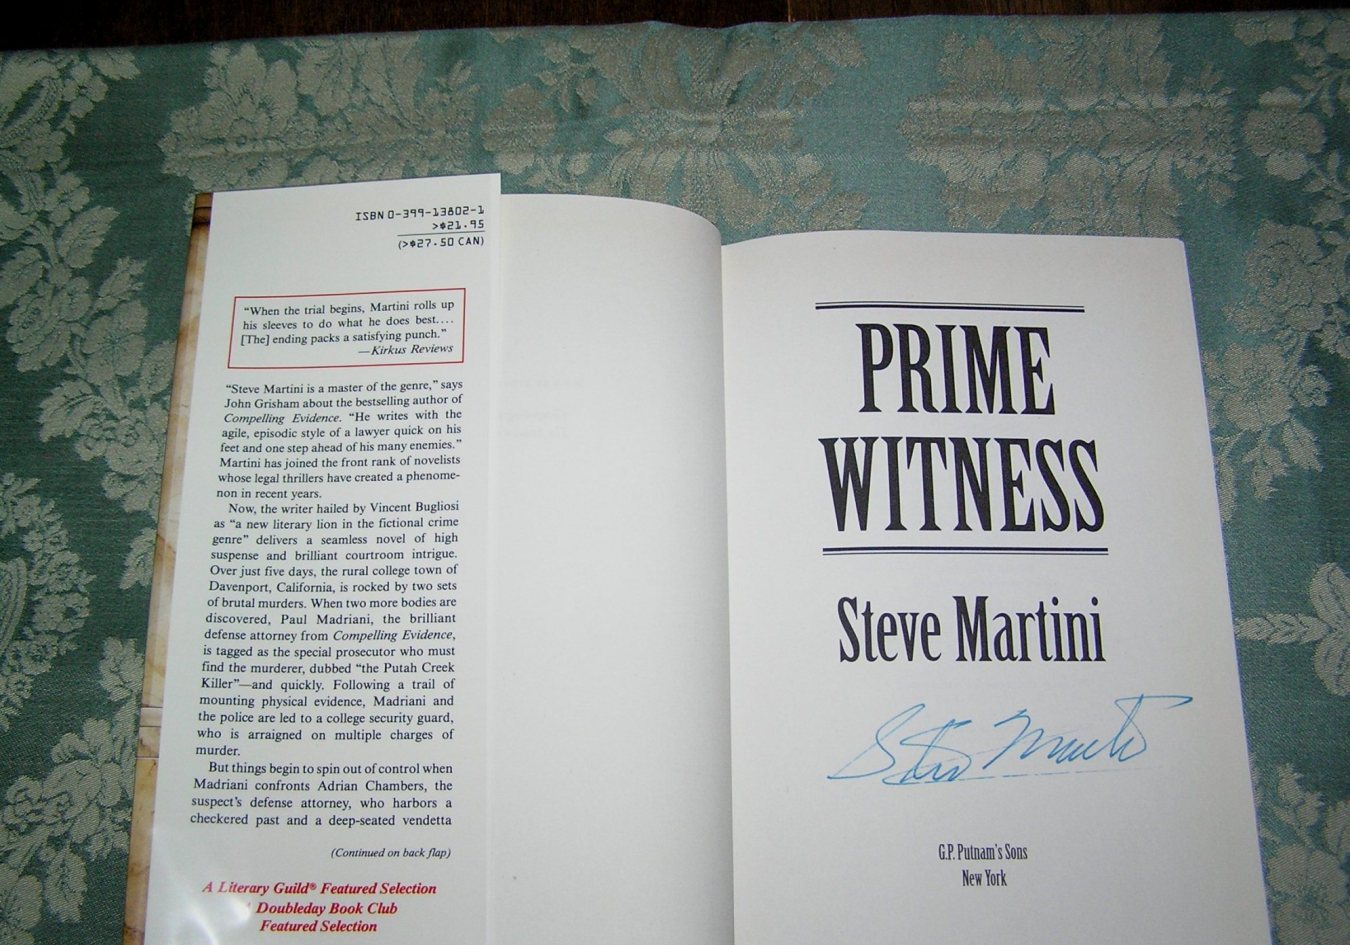 ISBN 0-399-13802-1
>$21.95
(>$27.50 CAN)
“When the trial begins, Martini rolls up
his sleeves to do what he does best....
[The] ending packs a satisfying punch.”
—Kirkus Reviews
“Steve Martini is a master of the genre,” says
John Grisham about the bestselling author of
Compelling Evidence. “He writes with the
agile, episodic style of a lawyer quick on his
feet and one step ahead of his many enemies.”
Martini has joined the front rank of novelists
whose legal thrillers have created a phenome-
non in recent years.
Now, the writer hailed by Vincent Bugliosi
as “a new literary lion in the fictional crime
genre” delivers a seamless novel of high
suspense and brilliant courtroom intrigue.
Over just five days, the rural college town of
Davenport, California, is rocked by two sets
of brutal murders. When two more bodies are
discovered, Paul Madriani, the brilliant
defense attorney from Compelling Evidence,
is tagged as the special prosecutor who must
find the murderer, dubbed “the Putah Creek
Killer”—and quickly. Following a trail of
mounting physical evidence, Madriani and
the police are led to a college security guard,
who is arraigned on multiple charges of
murder.
But things begin to spin out of control when
Madriani confronts Adrian Chambers, the
suspect’s defense attorney, who harbors a
checkered past and a deep-seated vendetta
(Continued on back flap)
A Literary Guild® Featured Selection
Doubleday Book Club
Featured Selection
PRIME
WITNESS
Steve Martini
Steve Martini
G.P. Putnam’s Sons
New York